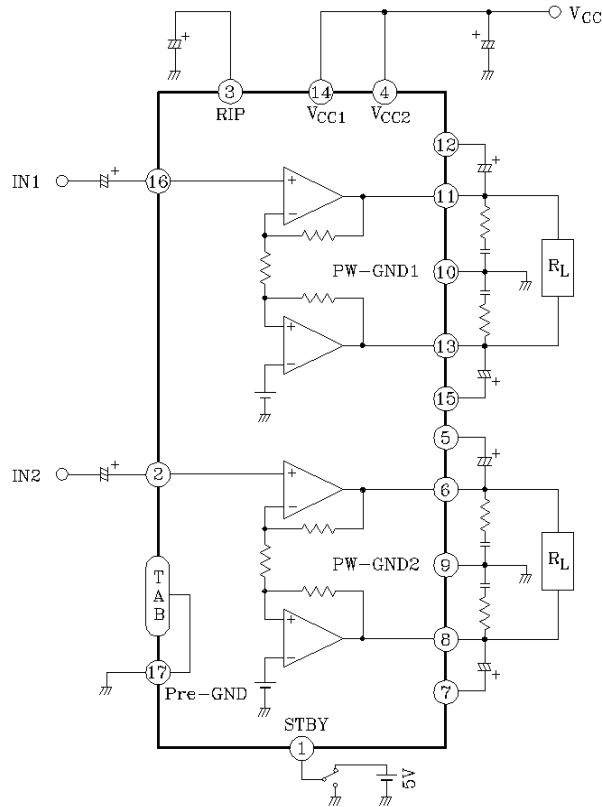 VCC
3
14
4
RIP
VCC1
VCC2
12
IN1
16
+
11
−
PW-GND1
10
RL
+
−
13
15
5
IN2
2
+
6
−
PW-GND2
9
RL
TAB
+
−
8
17
Pre-GND
7
STBY
1
5V